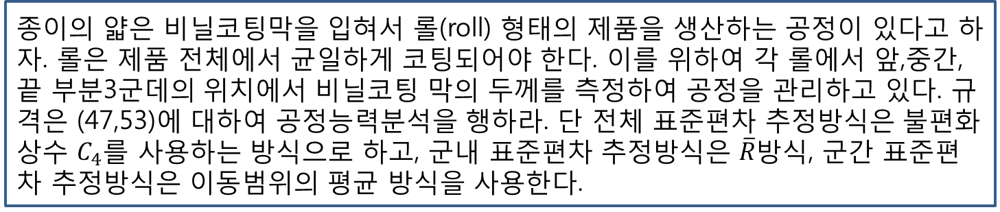 종이의 얇은 비닐코팅막을 입혀서 롤(roll) 형태의 제품을 생산하는 공정이 있다고 하
자. 롤은 제품 전체에서 균일하게 코팅되어야 한다. 이를 위하여 각 롤에서 앞,중간,
끝 부분3군데의 위치에서 비닐코팅 막의 두께를 측정하여 공정을 관리하고 있다. 규
격은 (47,53)에 대하여 공정능력분석을 행하라. 단 전체 표준편차 추정방식은 불편화
상수 C₄를 사용하는 방식으로 하고, 군내 표준편차 추정방식은 R̄방식, 군간 표준편
차 추정방식은 이동범위의 평균 방식을 사용한다.